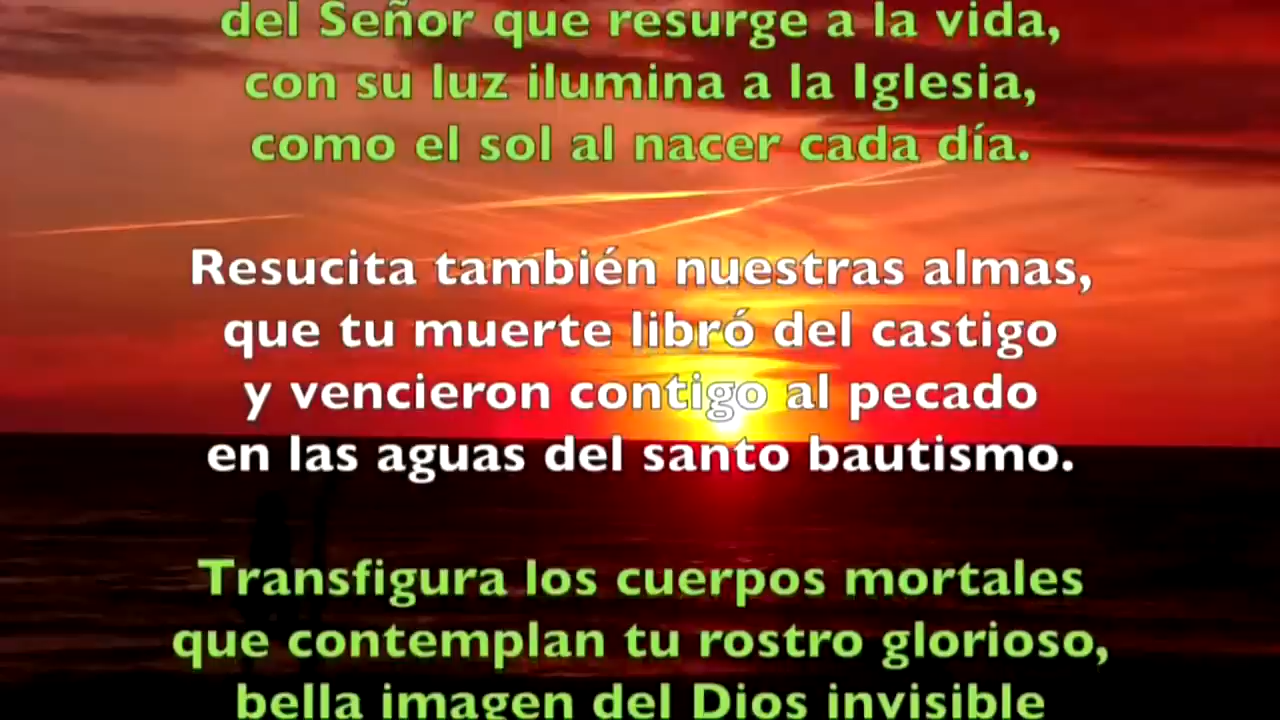 del Señor que resurge a la vida,
con su luz ilumina a la Iglesia,
como el sol al nacer cada día.
Resucita también nuestras almas,
que tu muerte libró del castigo
y vencieron contigo al pecado
en las aguas del santo bautismo.
Transfigura los cuerpos mortales
que contemplan tu rostro glorioso,
bella imagen del Dios invisible